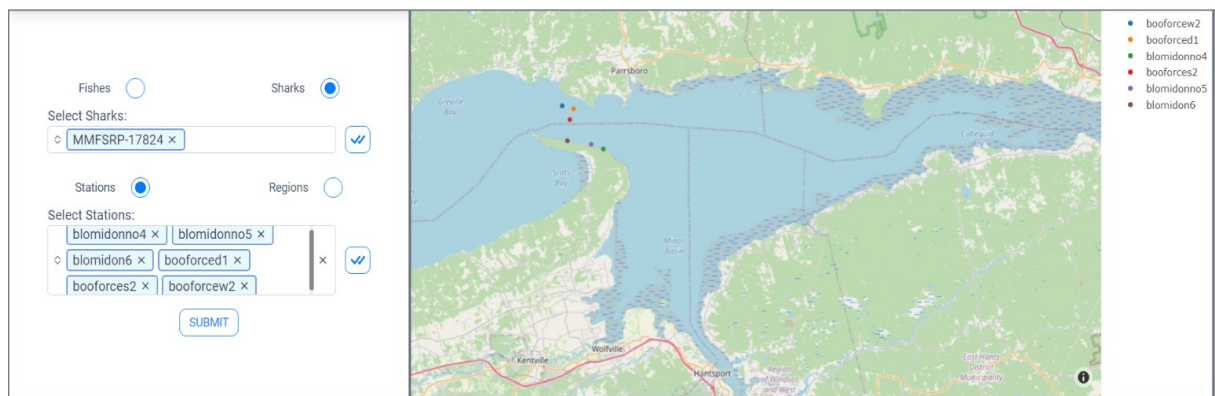 Fishes
Sharks
Select Sharks:
MMFSRP-17824 ×
Stations
Regions
Select Stations:
blomidonno4 × blomidonno5 ×
blomidon6 × booforced1 × ×
booforces2 × booforcew2 ×
SUBMIT
Parrsboro
Greville
Bay
Cobequid
Bay
Scots
Bay
Minas
Basin
Wolfville
Kentville
Hantsport
Region
of Windsor
and West
East Hants
District
Municipality
booforcew2
booforced1
blomidonno4
booforces2
blomidonno5
blomidon6